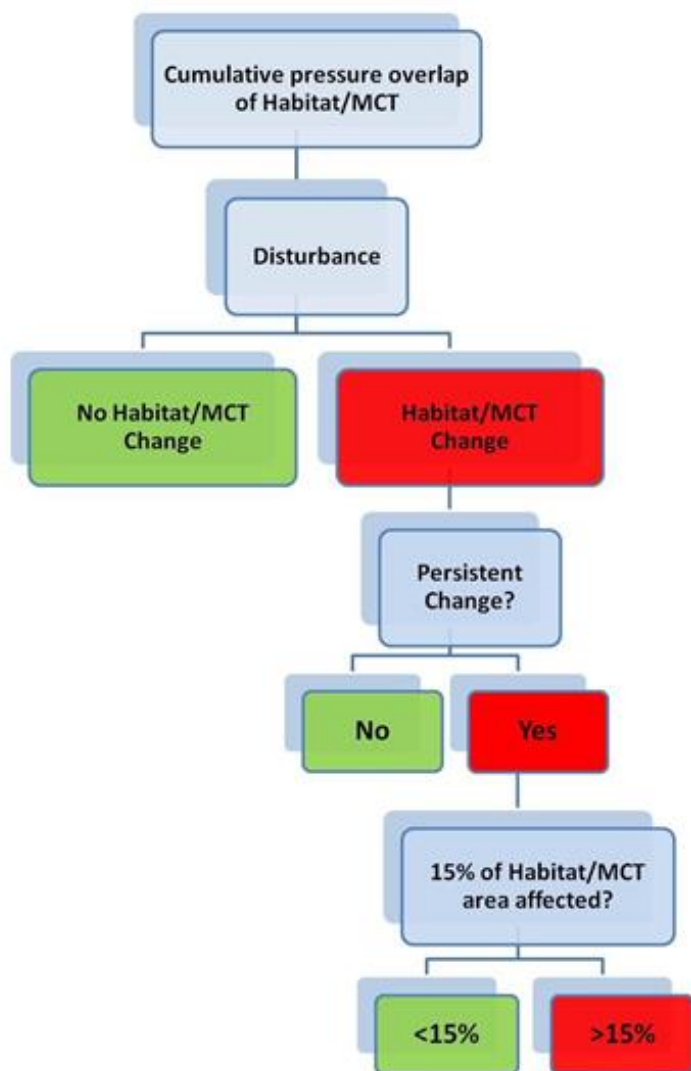 Cumulative pressure overlap
of Habitat/MCT
Disturbance
No Habitat/MCT
Change
Habitat/MCT
Change
Persistent
Change?
No
Yes
15% of Habitat/MCT
area affected?
<15%
>15%